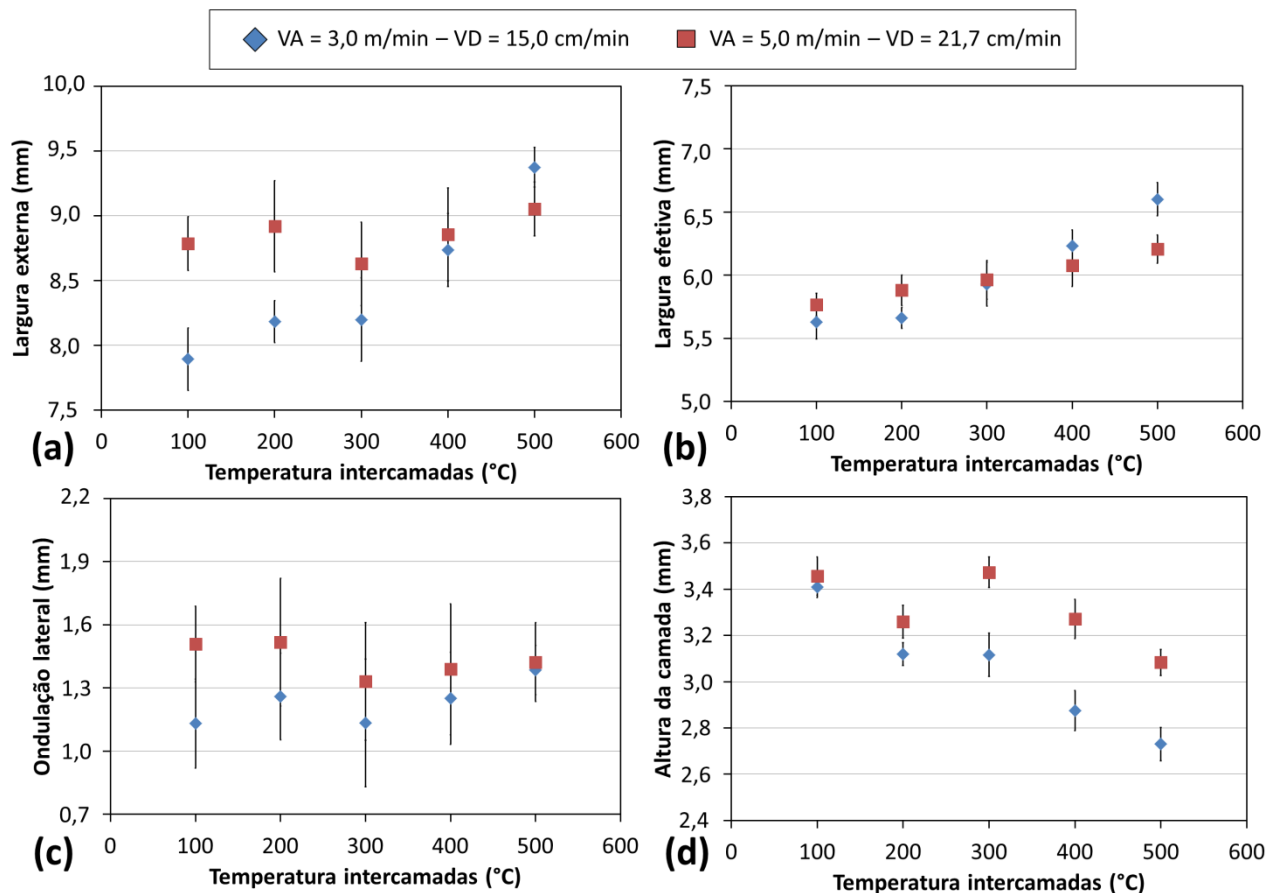 VA = 3,0 m/min – VD = 15,0 cm/min VA = 5,0 m/min – VD = 21,7 cm/min
10,0
9,5
9,0
8,5
8,0
7,5
Largura externa (mm)
0 100 200 300 400 500 600
(a)
Temperatura intercamadas (°C)
7,5
7,0
6,5
6,0
5,5
5,0
Largura efetiva (mm)
0 100 200 300 400 500 600
(b)
Temperatura intercamadas (°C)
2,2
1,9
1,6
1,3
1,0
0,7
Ondulação lateral (mm)
0 100 200 300 400 500 600
(c)
Temperatura intercamadas (°C)
3,8
3,6
3,4
3,2
3,0
2,8
2,6
2,4
Altura da camada (mm)
0 100 200 300 400 500 600
(d)
Temperatura intercamadas (°C)